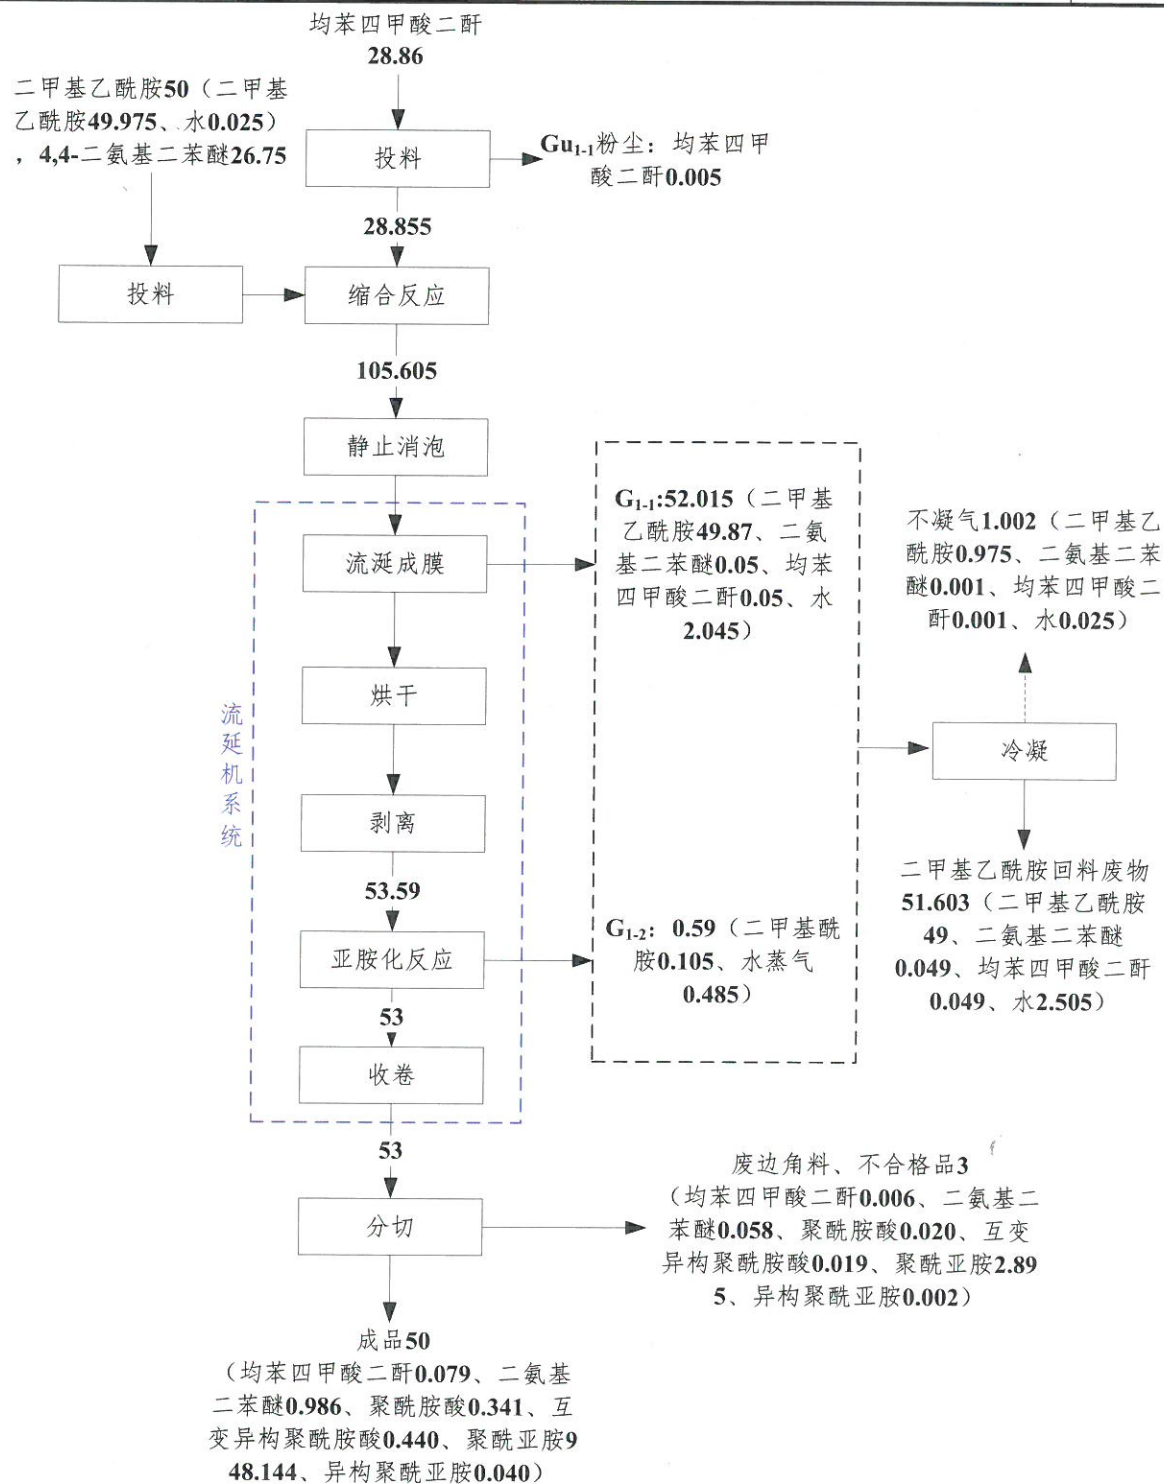 均苯四甲酸二酐
28.86
二甲基乙酰胺50（二甲基
乙酰胺49.975、水0.025）
，4,4-二氨基二苯醚26.75
投料
Gu1-1粉尘：均苯四甲
酸二酐0.005
28.855
投料
缩合反应
105.605
静止消泡
流延机系统
流涎成膜
G1-1:52.015（二甲基
乙酰胺49.87、二氨
基二苯醚0.05、均苯
四甲酸二酐0.05、水
2.045）
不凝气1.002（二甲基乙
酰胺0.975、二氨基二苯
醚0.001、均苯四甲酸二
酐0.001、水0.025）
烘干
冷凝
剥离
53.59
二甲基乙酰胺回料废物
51.603（二甲基乙酰胺
49、二氨基二苯醚
0.049、均苯四甲酸二酐
0.049、水2.505）
亚胺化反应
G1-2：0.59（二甲基酰
胺0.105、水蒸气
0.485）
53
收卷
53
分切
废边角料、不合格品3
（均苯四甲酸二酐0.006、二氨基二
苯醚0.058、聚酰胺酸0.020、互变
异构聚酰胺酸0.019、聚酰亚胺2.89
5、异构聚酰亚胺0.002）
成品50
（均苯四甲酸二酐0.079、二氨基
二苯醚0.986、聚酰胺酸0.341、互
变异构聚酰胺酸0.440、聚酰亚胺9
48.144、异构聚酰亚胺0.040）